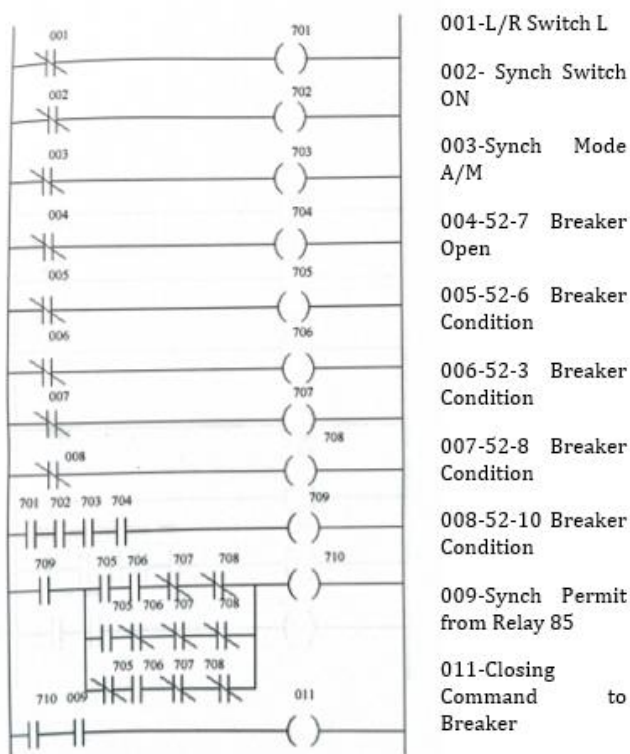 001
701
002
702
003
703
004
704
005
705
006
706
007
707
008
708
701 702 703 704
709
709
705 706 707 708
710
705 706 707 708
705 706 707 708
710 009
011
001-L/R Switch L
002- Synch Switch
ON
003-Synch Mode
A/M
004-52-7 Breaker
Open
005-52-6 Breaker
Condition
006-52-3 Breaker
Condition
007-52-8 Breaker
Condition
008-52-10 Breaker
Condition
009-Synch Permit
from Relay 85
011-Closing
Command to
Breaker